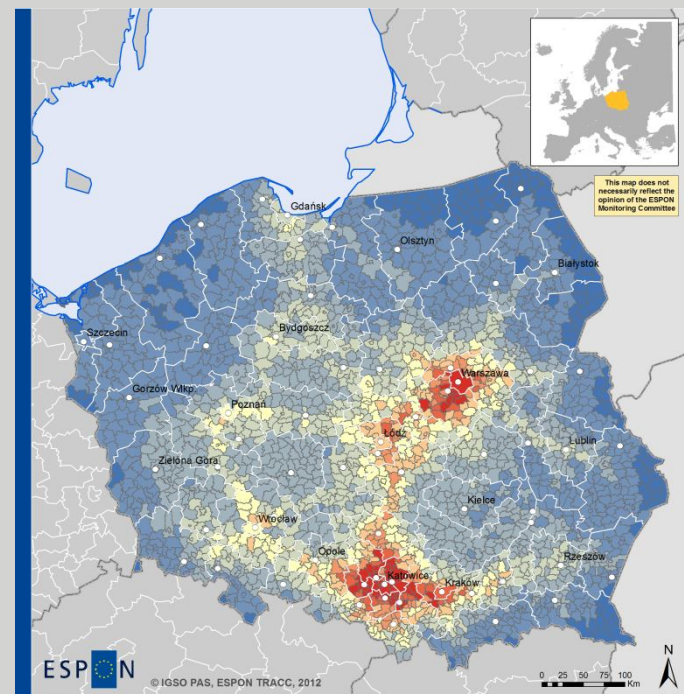 This map does not
necessarily reflect the
opinion of the ESPON
Monitoring Committee
Gdańsk
Olsztyn
Białystok
Szczecin
Bydgoszcz
Gorzów Wlkp.
Warszawa
Poznań
Łódź
Zielona Góra
Lublin
Wrocław
Kielce
Opole
Katowice
Kraków
Rzeszów
ESPON
© IGSO PAS, ESPON TRACC, 2012
0 25 50 75 100
Km
N